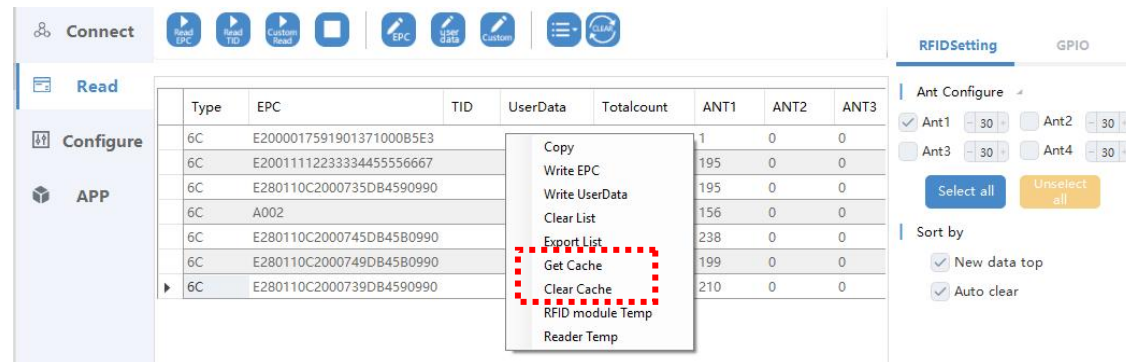 Connect
Read
Configure
APP
Read EPC
Read TID
Custom Read
EPC
user data
Custom
CLEAR
Type EPC TID UserData Totalcount ANT1 ANT2 ANT3
6C E2000017591901371000B5E3 1 0 0
6C E20011112233334455556667 195 0 0
6C E280110C2000735DB4590990 195 0 0
6C A002 156 0 0
6C E280110C2000745DB45B0990 238 0 0
6C E280110C2000749DB45B0990 199 0 0
6C E280110C2000739DB4590990 210 0 0
Copy
Write EPC
Write UserData
Clear List
Export List
Get Cache
Clear Cache
RFID module Temp
Reader Temp
RFIDSetting GPIO
Ant Configure
Ant1 - 30 + Ant2 - 30 +
Ant3 - 30 + Ant4 - 30 +
Select all
Unselect all
Sort by
New data top
Auto clear